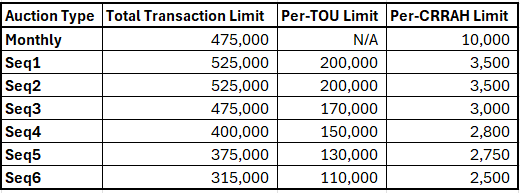 Auction Type Total Transaction Limit Per-TOU Limit Per-CRRAH Limit
Monthly 475,000 N/A 10,000
Seq1 525,000 200,000 3,500
Seq2 525,000 200,000 3,500
Seq3 475,000 170,000 3,000
Seq4 400,000 150,000 2,800
Seq5 375,000 130,000 2,750
Seq6 315,000 110,000 2,500